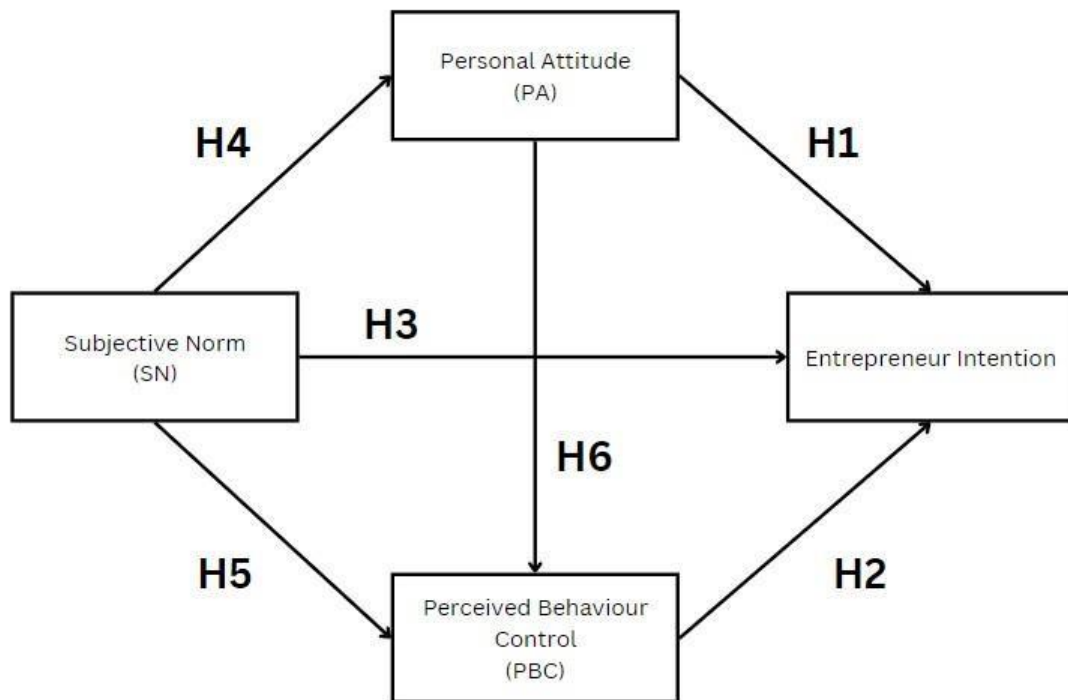 Personal Attitude
(PA)
H4
H1
Subjective Norm
(SN)
H3
Entrepreneur Intention
H6
H5
H2
Perceived Behaviour
Control
(PBC)